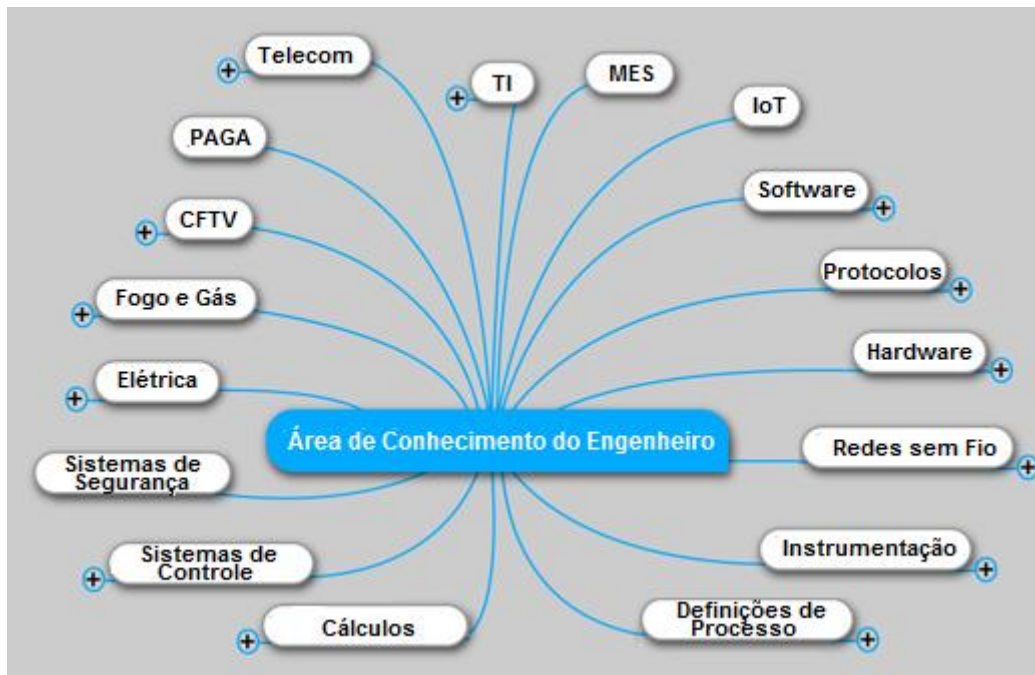 Telecom
TI
MES
IoT
PAGA
Software
CFTV
Protocolos
Fogo e Gás
Hardware
Elétrica
Área de Conhecimento do Engenheiro
Redes sem Fio
Sistemas de
Segurança
Instrumentação
Sistemas de
Controle
Definições de
Processo
Cálculos